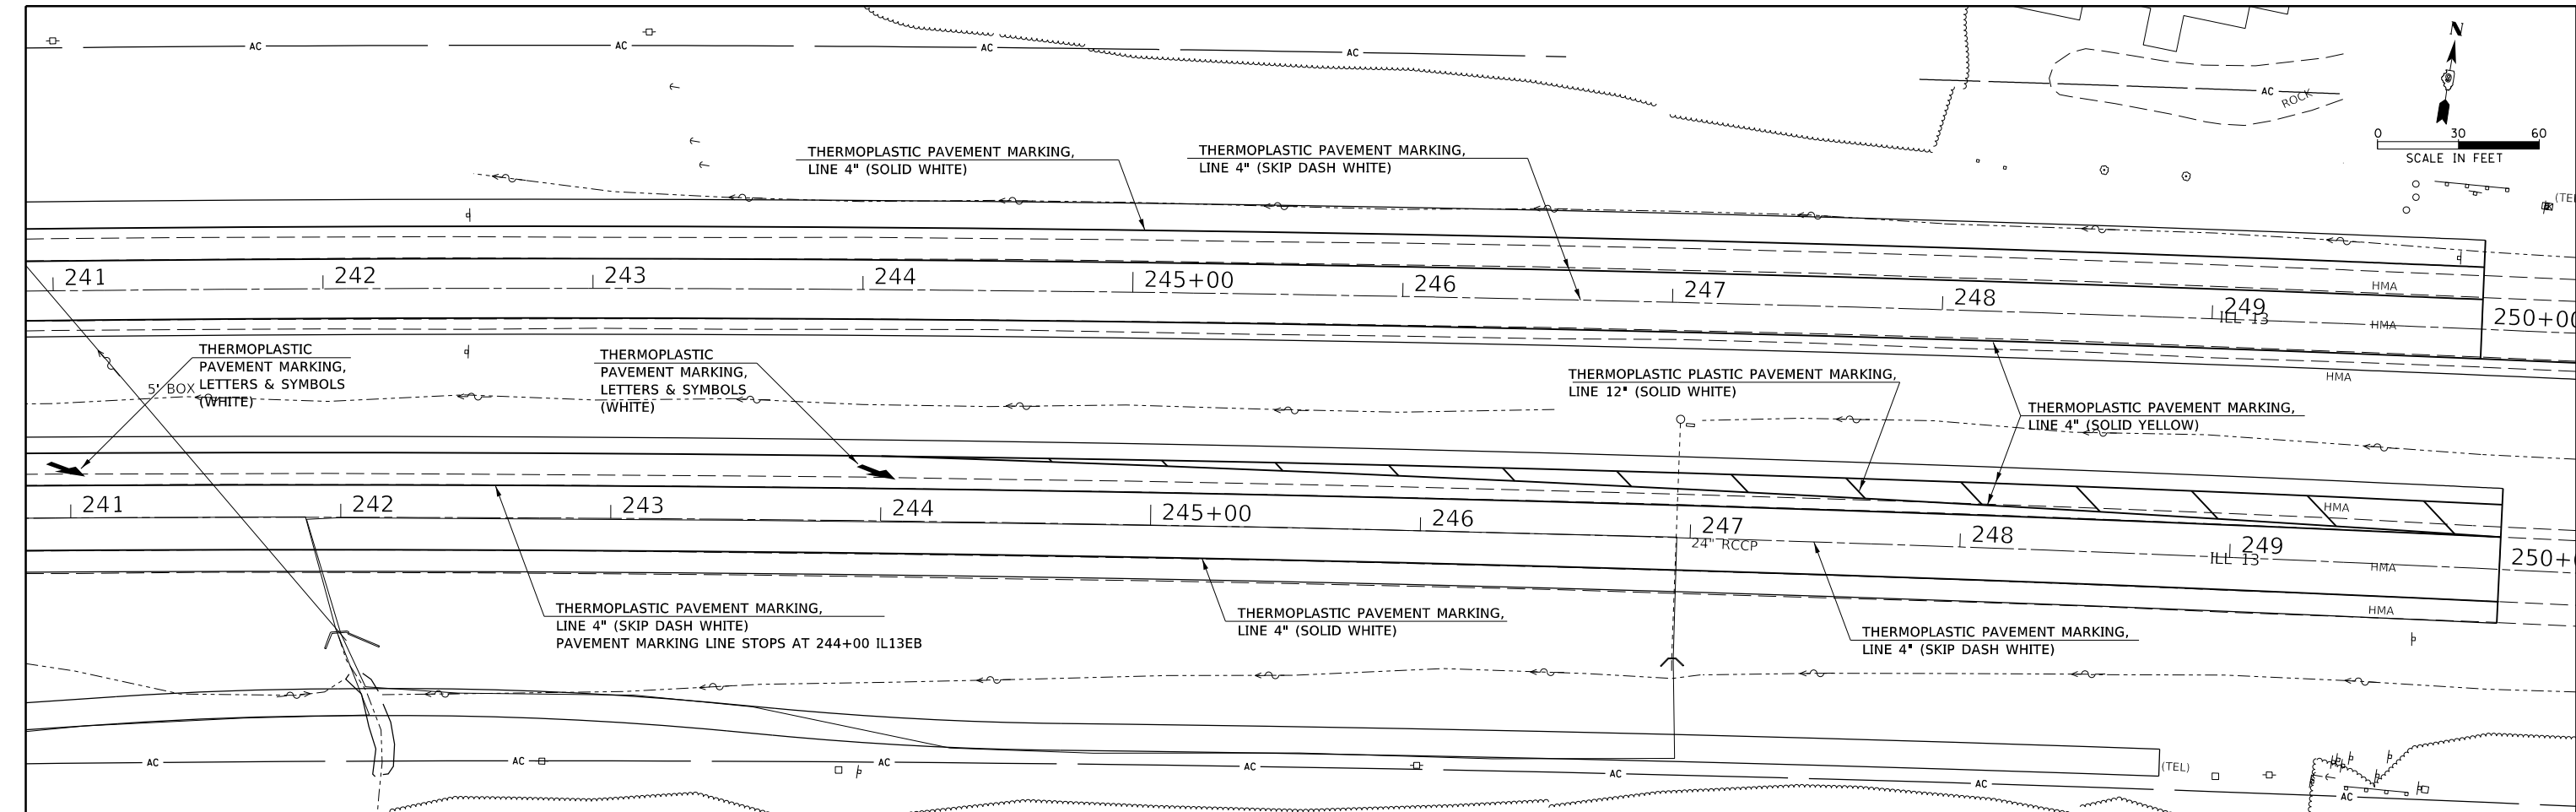 AC
AC
AC
AC
AC
ROCK
N
0 30 60
SCALE IN FEET
(TEL
THERMOPLASTIC PAVEMENT MARKING,
LINE 4" (SOLID WHITE)
THERMOPLASTIC PAVEMENT MARKING,
LINE 4" (SKIP DASH WHITE)
241
242
243
244
245+00
246
247
248
249
250+00
ILL 13
HMA
HMA
HMA
THERMOPLASTIC
PAVEMENT MARKING,
LETTERS & SYMBOLS
(WHITE)
5' BOX
THERMOPLASTIC
PAVEMENT MARKING,
LETTERS & SYMBOLS
(WHITE)
THERMOPLASTIC PLASTIC PAVEMENT MARKING,
LINE 12" (SOLID WHITE)
THERMOPLASTIC PAVEMENT MARKING,
LINE 4" (SOLID YELLOW)
241
242
243
244
245+00
246
247
248
249
250+0
24" RCCP
ILL 13
HMA
HMA
HMA
THERMOPLASTIC PAVEMENT MARKING,
LINE 4" (SKIP DASH WHITE)
PAVEMENT MARKING LINE STOPS AT 244+00 IL13EB
THERMOPLASTIC PAVEMENT MARKING,
LINE 4" (SOLID WHITE)
THERMOPLASTIC PAVEMENT MARKING,
LINE 4" (SKIP DASH WHITE)
AC
AC
AC
AC
AC
AC
AC
(TEL)